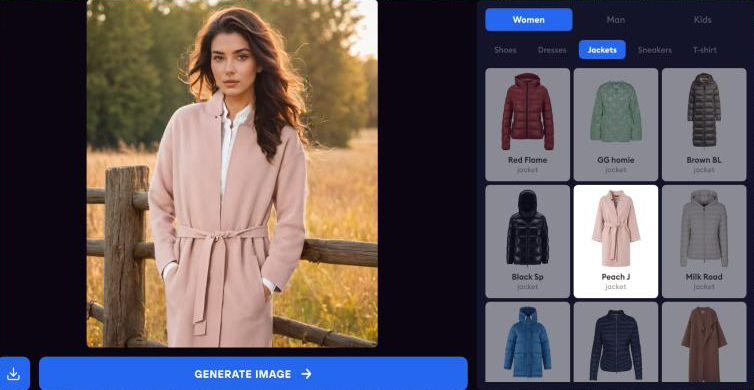 Women
Man
Kids
Shoes
Dresses
Jackets
Sneakers
T-shirt
Red Flame
jacket
GG homie
jacket
Brown BL
jacket
Black Sp
jacket
Peach J
jacket
Milk Road
jacket
GENERATE IMAGE